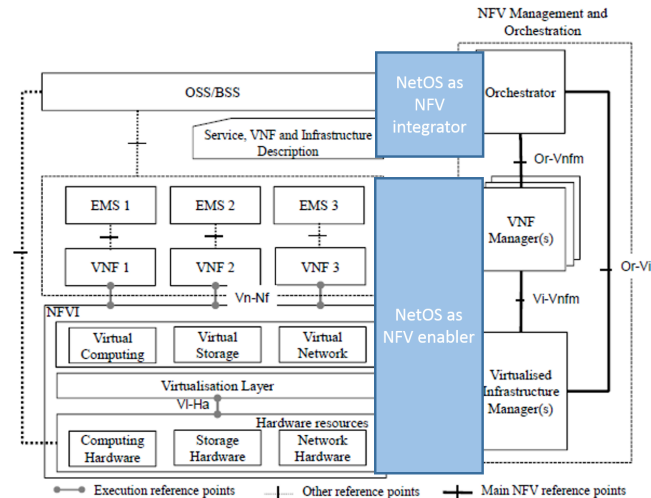 NFV Management and
Orchestration
OSS/BSS
NetOS as
NFV
integrator
Orchestrator
Service, VNF and Infrastructure
Description
Or-Vnfm
EMS 1
EMS 2
EMS 3
VNF
Manager(s)
VNF 1
VNF 2
VNF 3
Or-Vi
Vn-Nf
Vi-Vnfm
NFVI
NetOS as
NFV enabler
Virtual
Computing
Virtual
Storage
Virtual
Network
Virtualisation Layer
Virtualised
Infrastructure
Manager(s)
Vl-Ha
Hardware resources
Computing
Hardware
Storage
Hardware
Network
Hardware
Execution reference points
Other reference points
Main NFV reference points